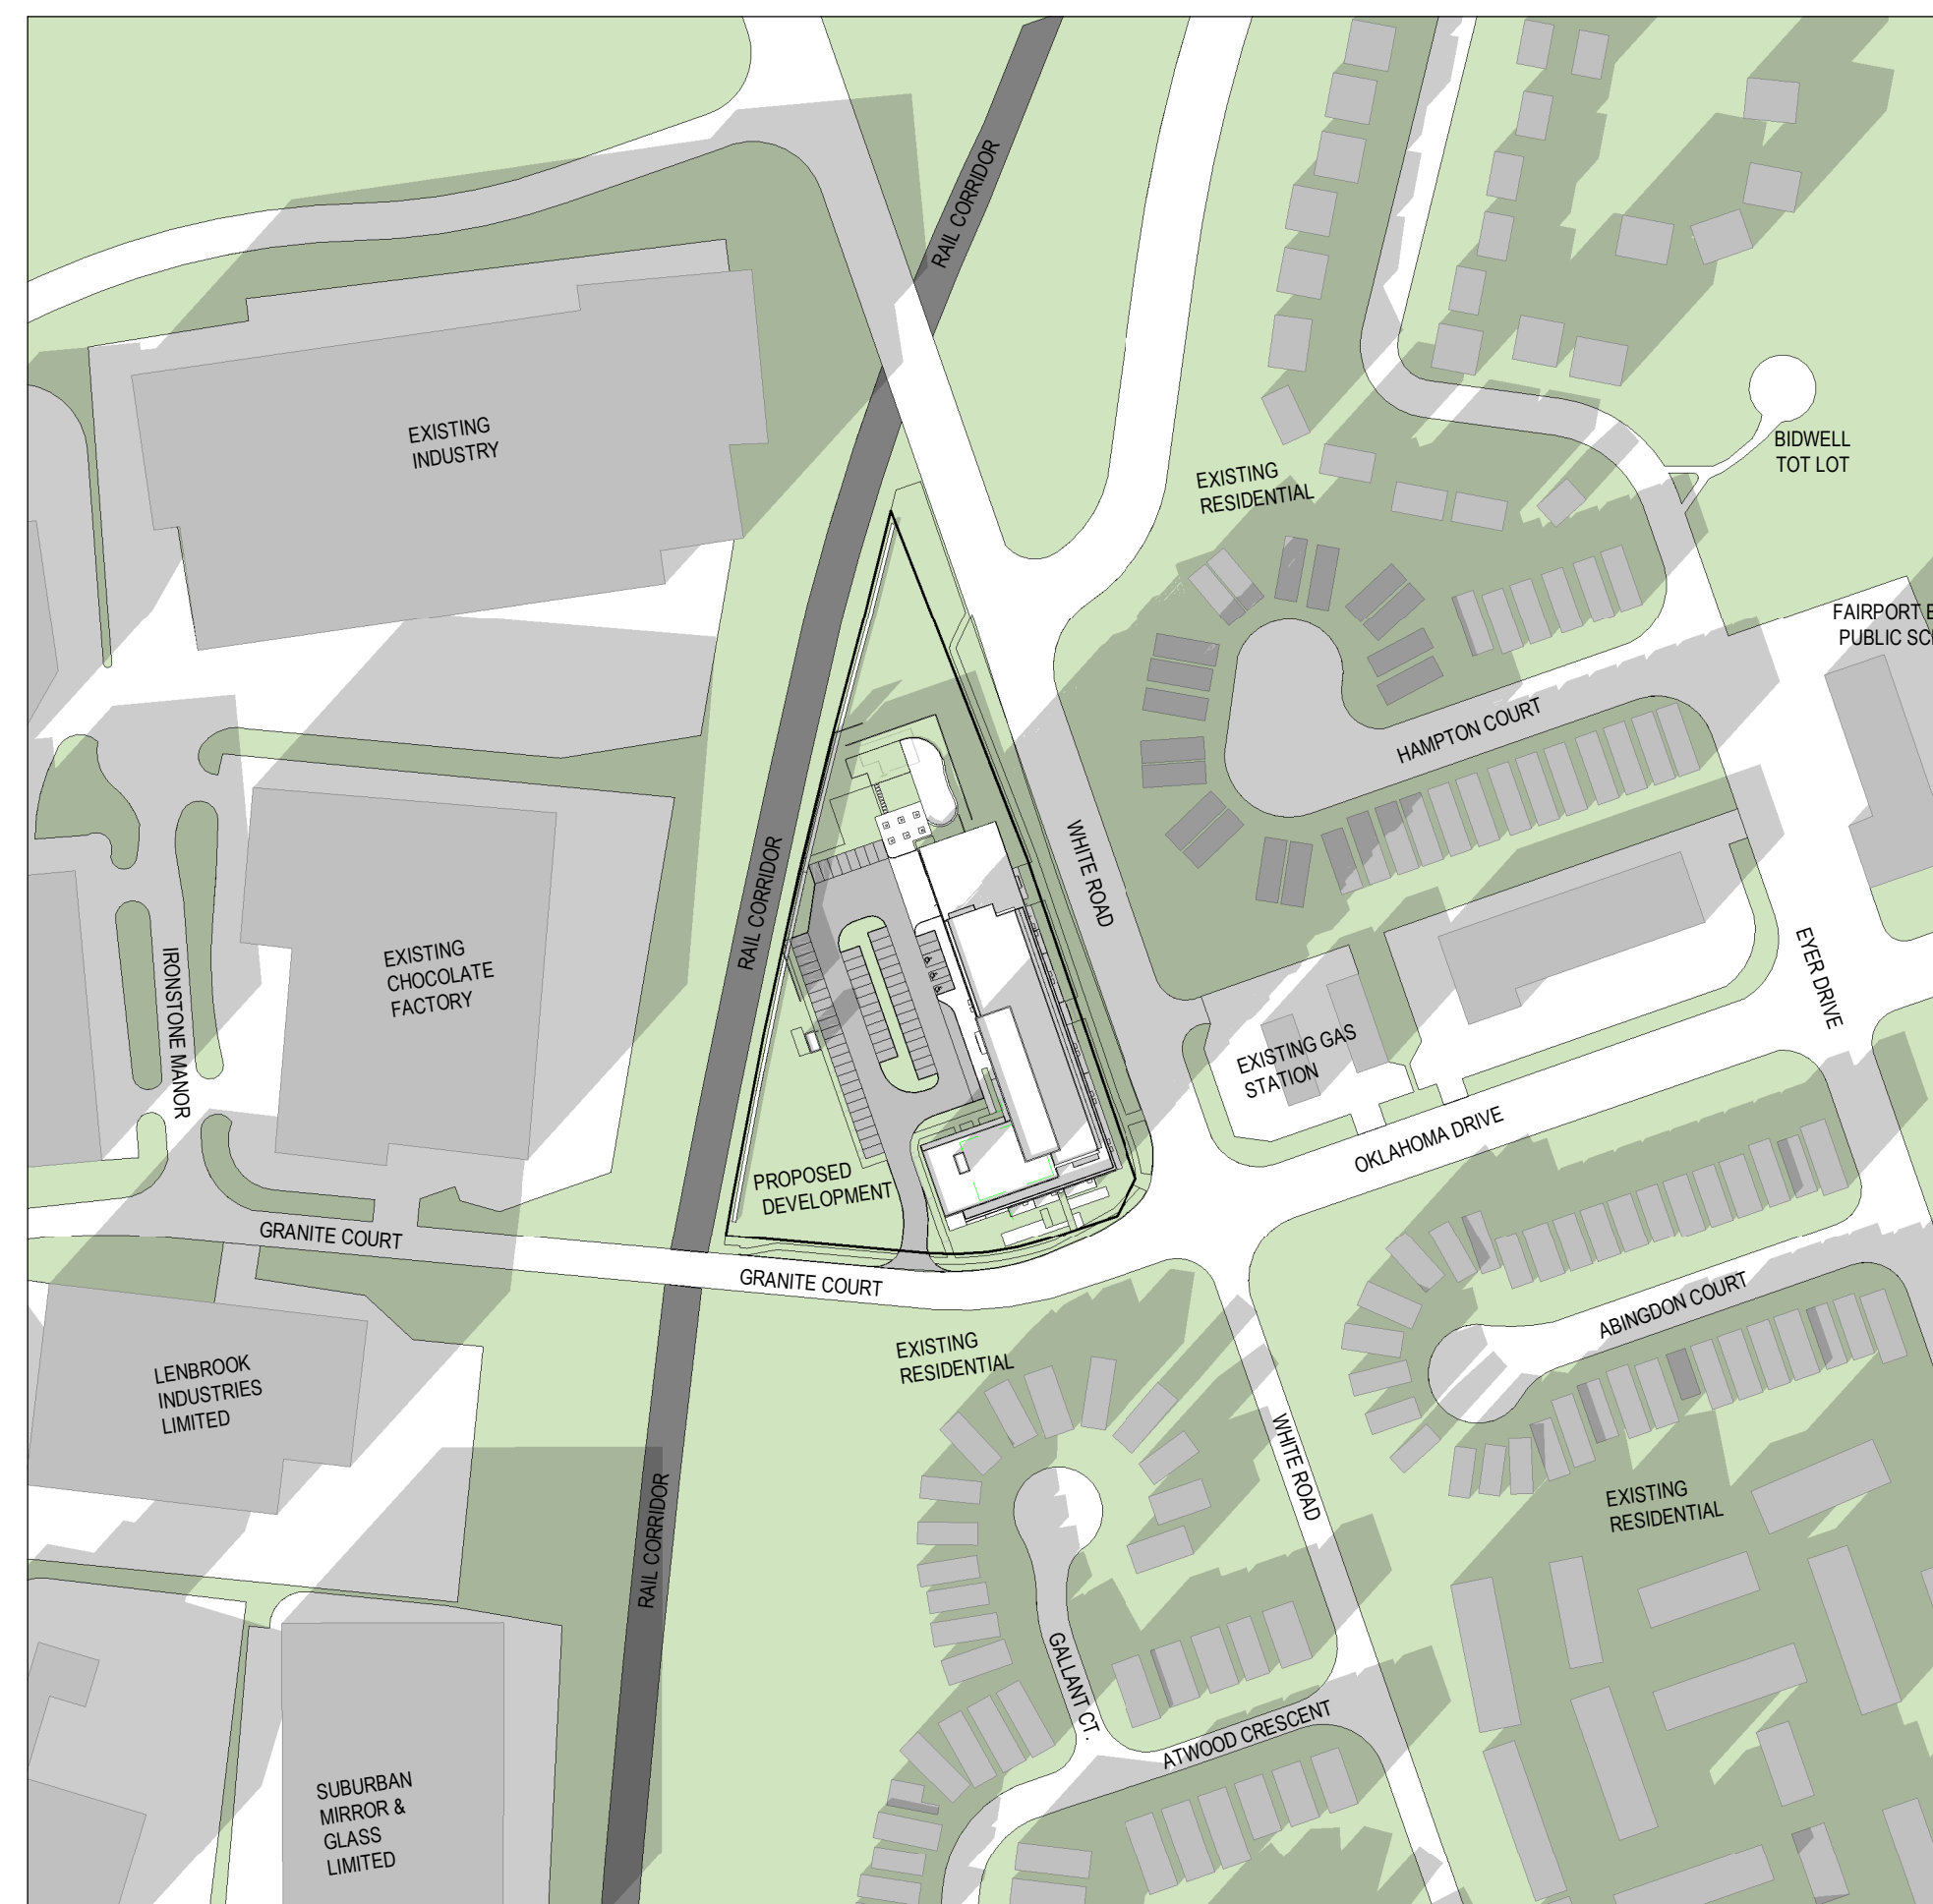 RAIL CORRIDOR
EXISTING
INDUSTRY
BIDWELL
TOT LOT
EXISTING
RESIDENTIAL
FAIRPORT
PUBLIC
HAMPTON COURT
WHITE ROAD
RAIL CORRIDOR
EXISTING
CHOCOLATE
FACTORY
IRONSTONE MANOR
EYER DRIVE
EXISTING GAS
STATION
OKLAHOMA DRIVE
PROPOSED
DEVELOPMENT
GRANITE COURT
GRANITE COURT
ABINGDON COURT
EXISTING
RESIDENTIAL
LENBROOK
INDUSTRIES
LIMITED
WHITE ROAD
RAIL CORRIDOR
EXISTING
RESIDENTIAL
GALLANT CT.
ATWOOD CRESCENT
SUBURBAN
MIRROR &
GLASS
LIMITED